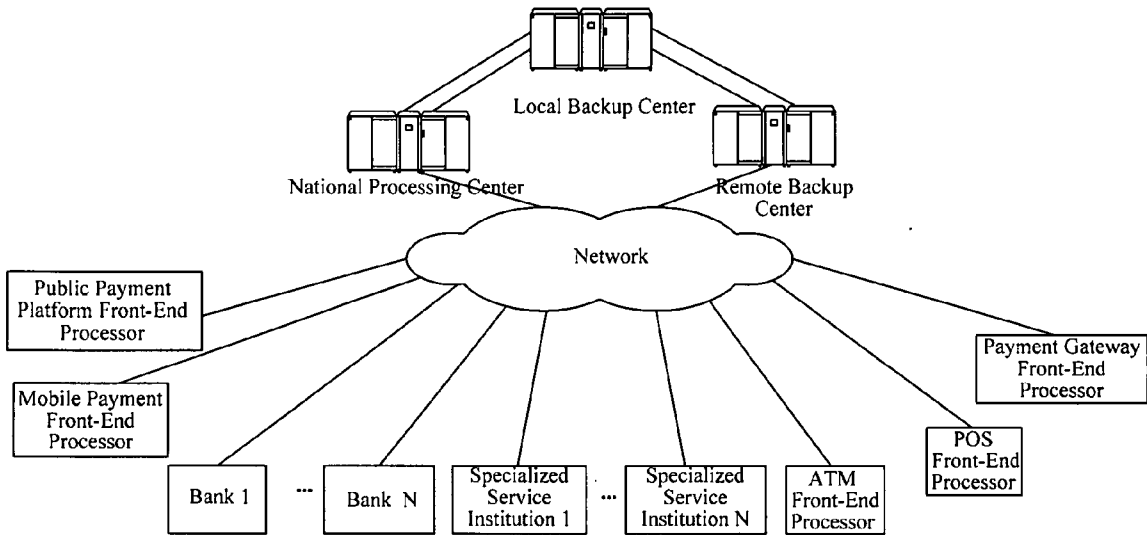 Local Backup Center
National Processing Center
Remote Backup
Center
Network
Public Payment
Platform Front-End
Processor
Mobile Payment
Front-End
Processor
Bank 1
...
Bank N
Specialized
Service
Institution 1
...
Specialized
Service
Institution N
ATM
Front-End
Processor
POS
Front-End
Processor
Payment Gateway
Front-End
Processor